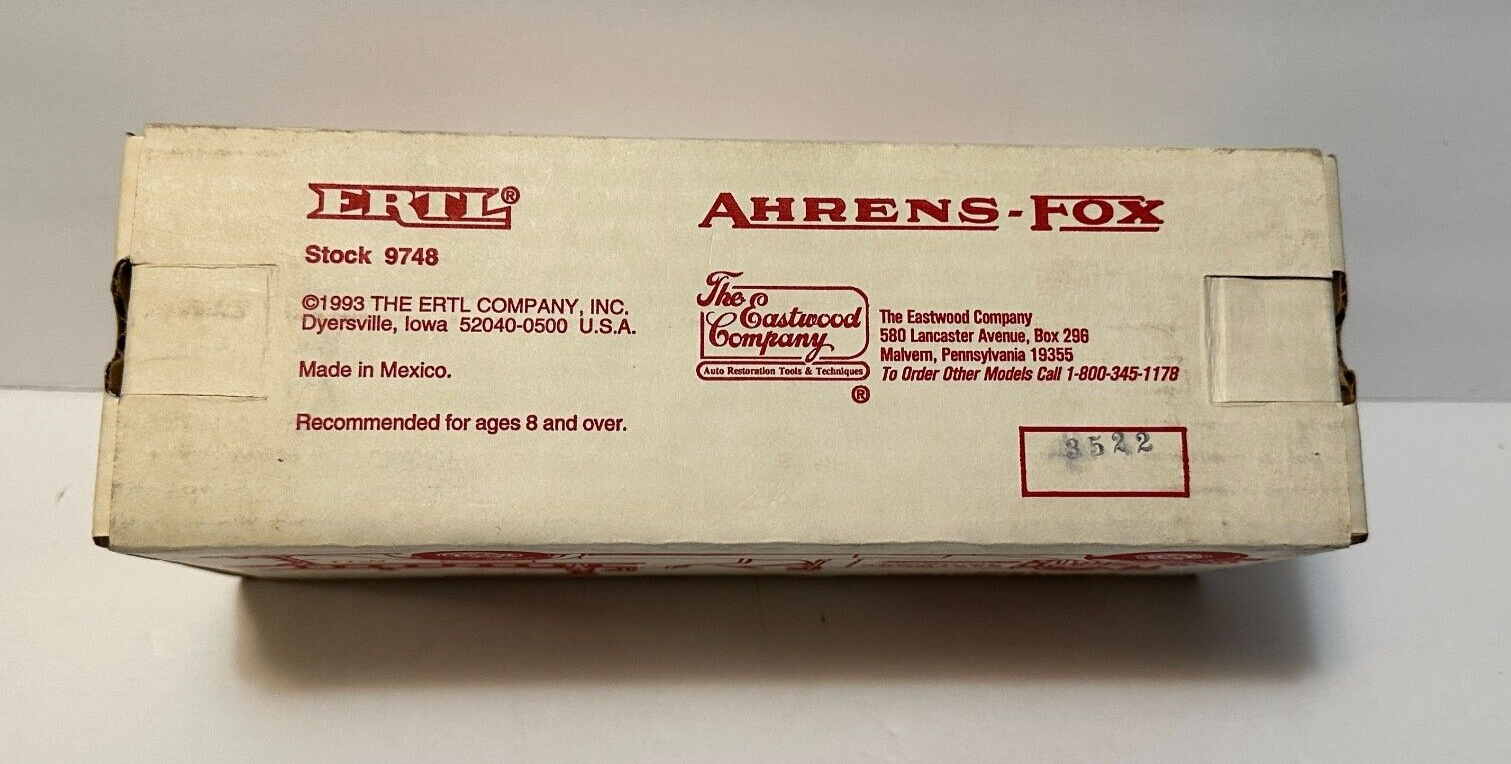 ERTL®
Stock 9748
©1993 THE ERTL COMPANY, INC.
Dyersville, Iowa 52040-0500 U.S.A.
Made in Mexico.
Recommended for ages 8 and over.
AHRENS-FOX
The
Eastwood
Company
Auto Restoration Tools & Techniques
®
The Eastwood Company
580 Lancaster Avenue, Box 296
Malvern, Pennsylvania 19355
To Order Other Models Call 1-800-345-1178
3522